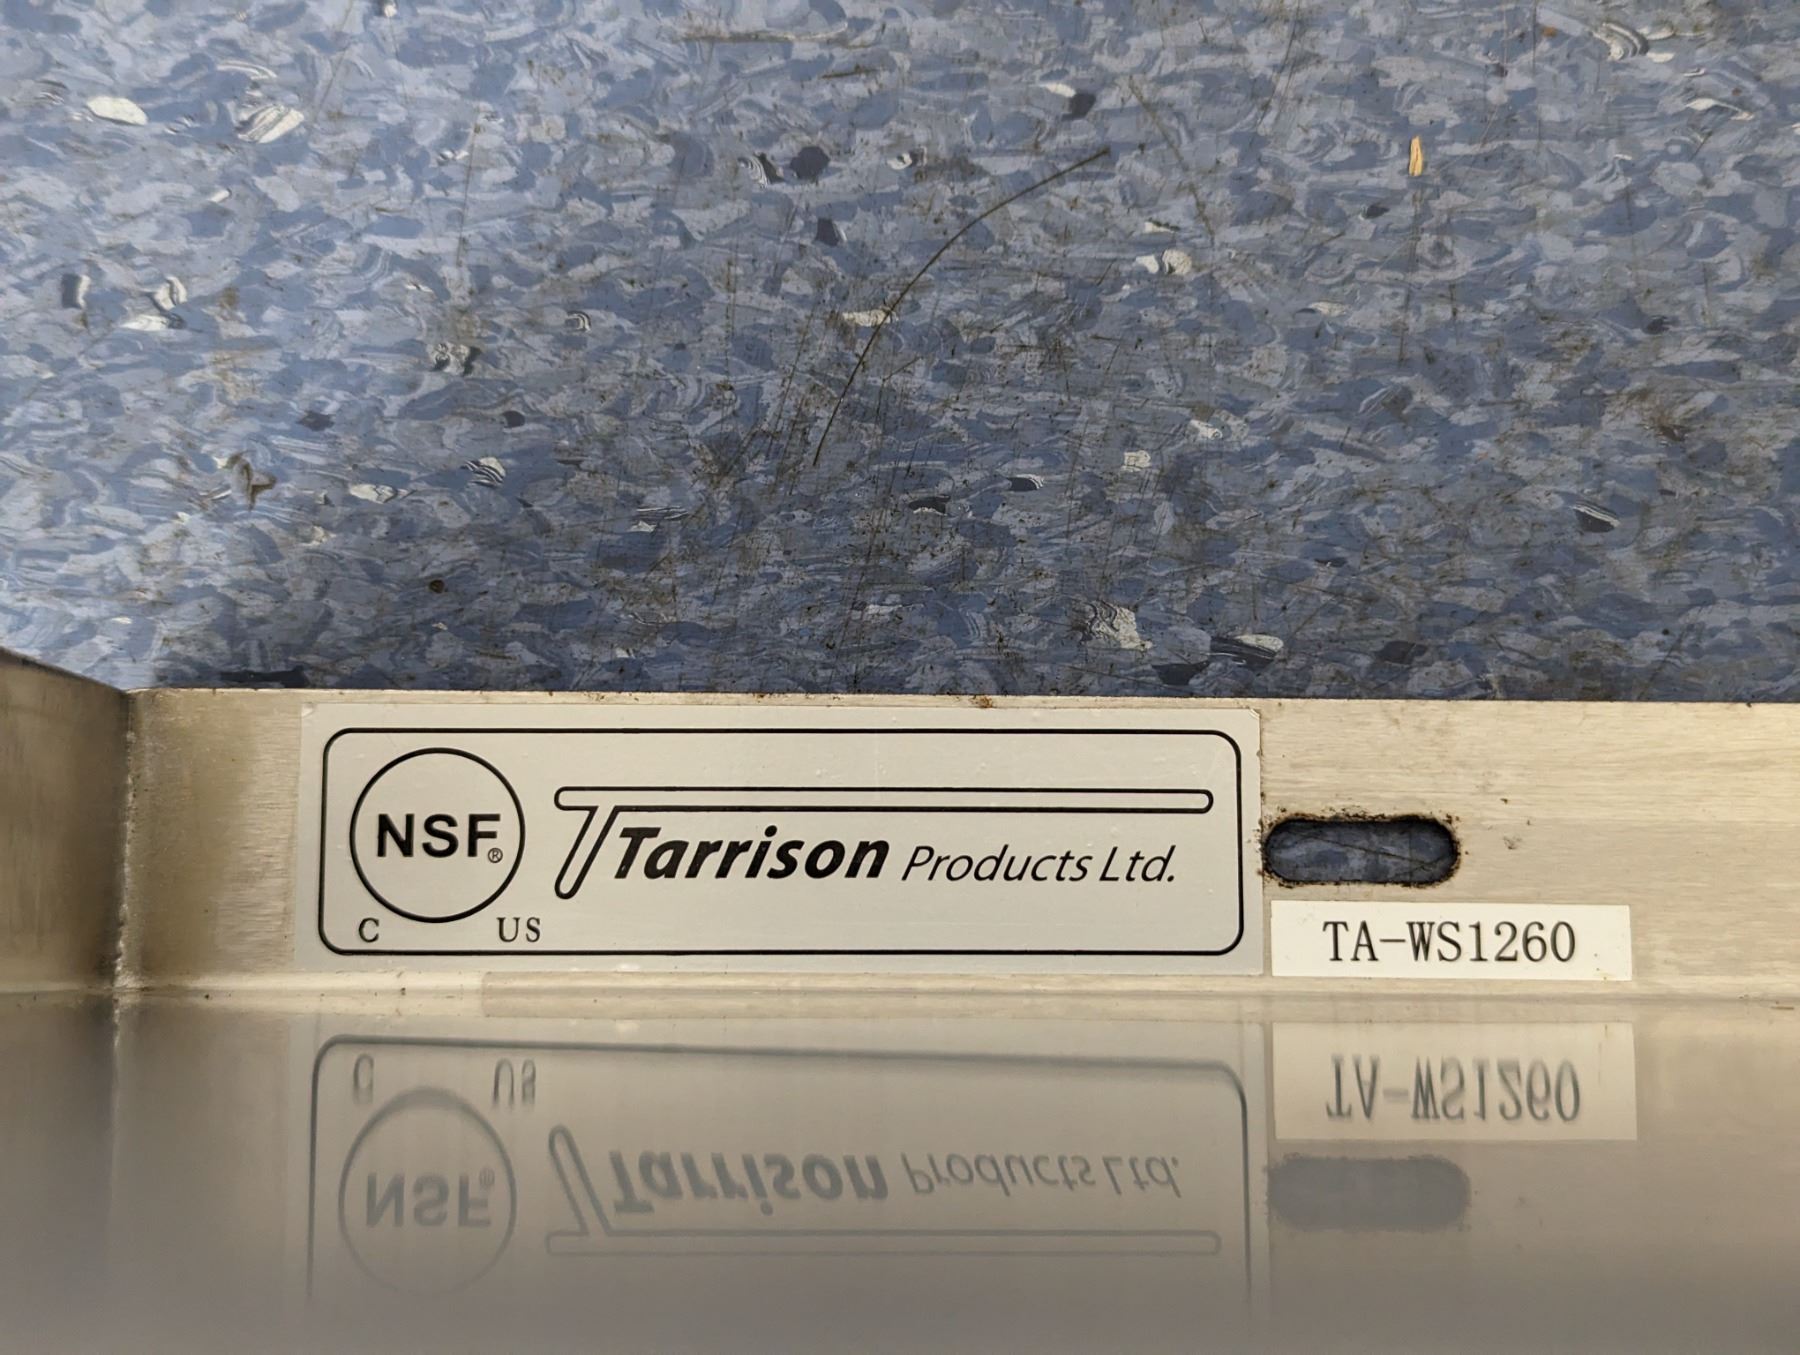 NSF®
C US
Tarrison Products Ltd.
TA-WS1260